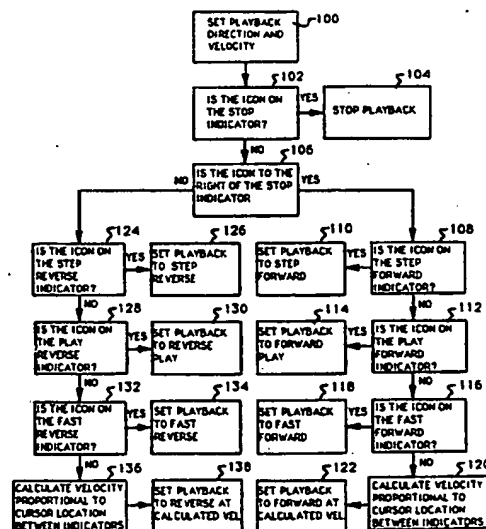 100
SET PLAYBACK
DIRECTION AND
VELOCITY
102
IS THE ICON ON
THE STOP
INDICATOR?
YES
104
STOP PLAYBACK
NO
106
IS THE ICON TO THE
RIGHT OF THE STOP
INDICATOR
NO
YES
124
IS THE ICON ON
THE STEP
REVERSE
INDICATOR?
YES
126
SET PLAYBACK
TO STEP
REVERSE
110
SET PLAYBACK
TO STEP
FORWARD
YES
108
IS THE ICON ON
THE STEP
FORWARD
INDICATOR?
NO
NO
128
IS THE ICON ON
THE PLAY
REVERSE
INDICATOR?
YES
130
SET PLAYBACK
TO REVERSE
PLAY
114
SET PLAYBACK
TO FORWARD
PLAY
YES
112
IS THE ICON ON
THE PLAY
FORWARD
INDICATOR?
NO
NO
132
IS THE ICON ON
THE FAST
REVERSE
INDICATOR?
YES
134
SET PLAYBACK
TO FAST
REVERSE
118
SET PLAYBACK
TO FAST
FORWARD
YES
116
IS THE ICON ON
THE FAST
FORWARD
INDICATOR?
NO
NO
136
CALCULATE VELOCITY
PROPORTIONAL TO
CURSOR LOCATION
BETWEEN INDICATORS
138
SET PLAYBACK
TO REVERSE AT
CALCULATED VEL
122
SET PLAYBACK
TO FORWARD AT
CALCULATED VEL.
120
CALCULATE VELOCITY
PROPORTIONAL TO
CURSOR LOCATION
BETWEEN INDICATORS